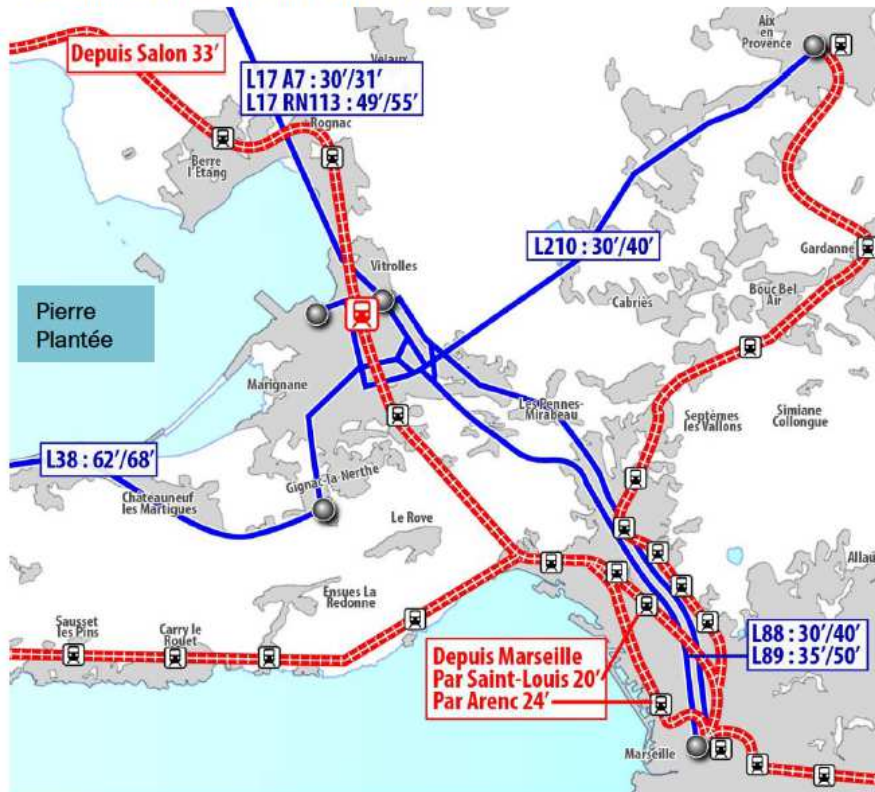 Aix
en
Provence
Depuis Salon 33'
Velaux
L17 A7 : 30'/31'
L17 RN113 : 49'/55'
Rognac
Berre
l'Etang
L210 : 30'/40'
Gardanne
Vitrolles
Bouc Bel
Air
Cabriès
Pierre
Plantée
Marignane
Les Pennes-
Mirabeau
Septèmes
les Vallons
Simiane
Collongue
L38 : 62'/68'
Gignac-la-Nerthe
Chateauneuf
les Martigues
Le Rove
Allau
Ensues La
Redonne
Sausset
les Pins
Carry le
Rouet
Depuis Marseille
Par Saint-Louis 20'
Par Arenc 24'
L88 : 30'/40'
L89 : 35'/50'
Marseille